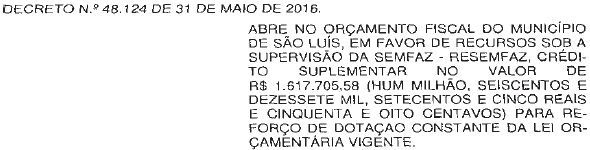 DECRETO N.º 48.124 DE 31 DE MAIO DE 2016.
ABRE NO ORÇAMENTO FISCAL DO MUNICÍPIO
DE SÃO LUÍS, EM FAVOR DE RECURSOS SOB A
SUPERVISÃO DA SEMFAZ - RESEMFAZ, CRÉDI-
TO SUPLEMENTAR NO VALOR DE
R$ 1.617.705,58 (HUM MILHÃO, SEISCENTOS E
DEZESSETE MIL, SETECENTOS E CINCO REAIS
E CINQUENTA E OITO CENTAVOS) PARA RE-
FORÇO DE DOTAÇAO CONSTANTE DA LEI OR-
ÇAMENTÁRIA VIGENTE.